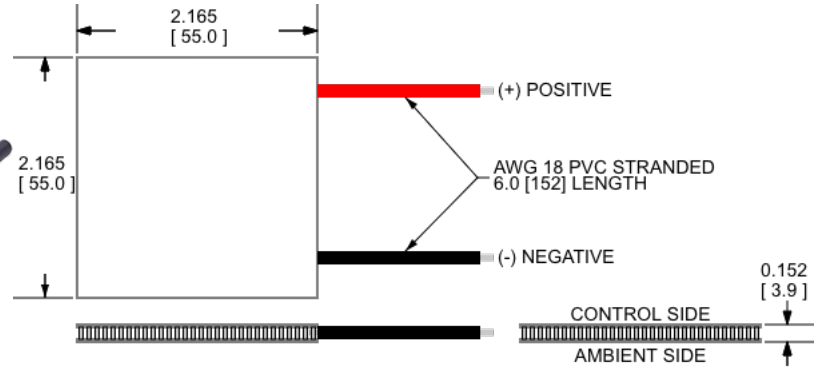 2.165
[ 55.0 ]
(+) POSITIVE
2.165
[ 55.0 ]
AWG 18 PVC STRANDED
6.0 [152] LENGTH
(-) NEGATIVE
0.152
[ 3.9 ]
CONTROL SIDE
AMBIENT SIDE